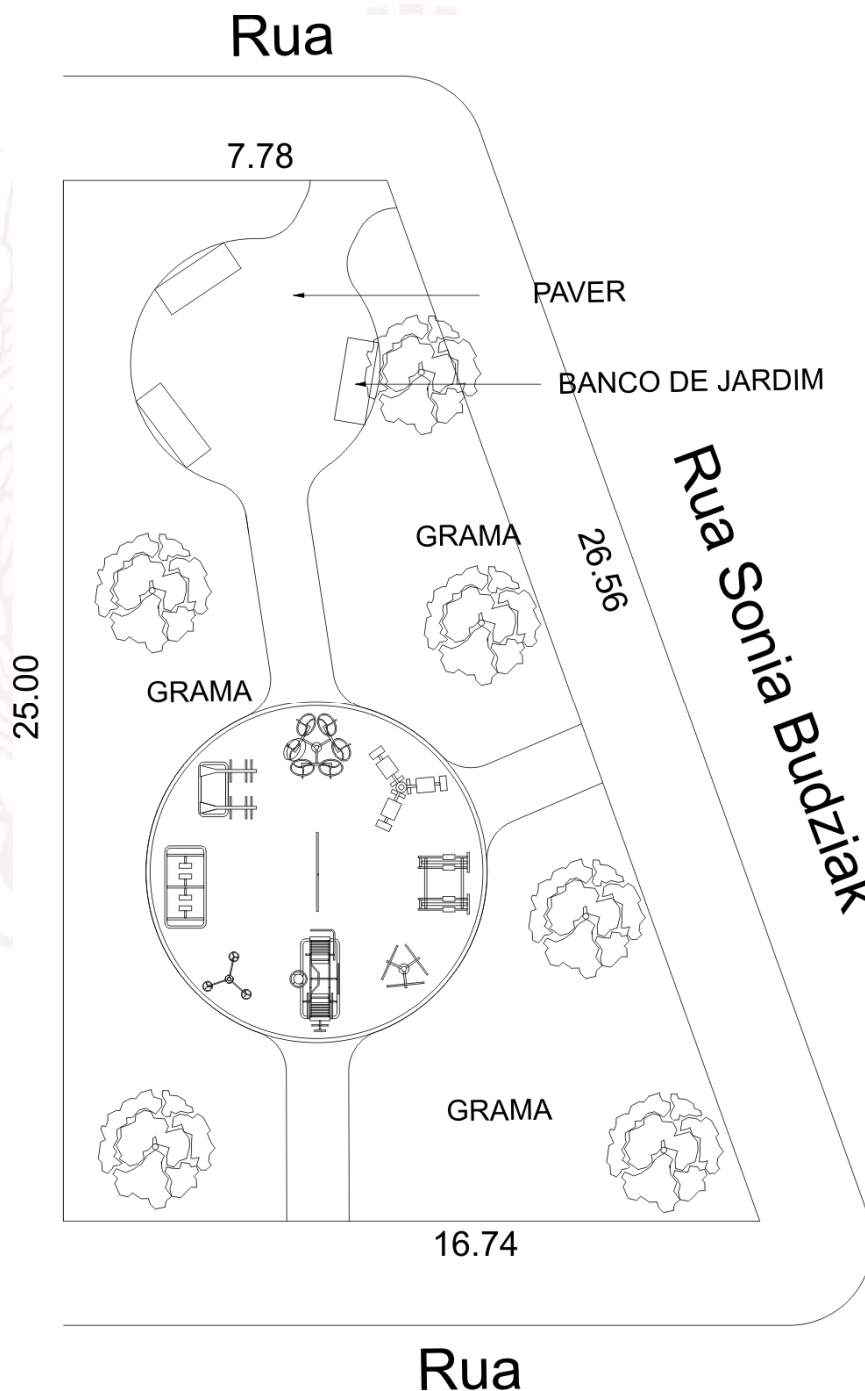 Rua
7.78
PAVER
BANCO DE JARDIM
Rua Sonia Budziak
GRAMA
26.56
25.00
GRAMA
GRAMA
16.74
Rua